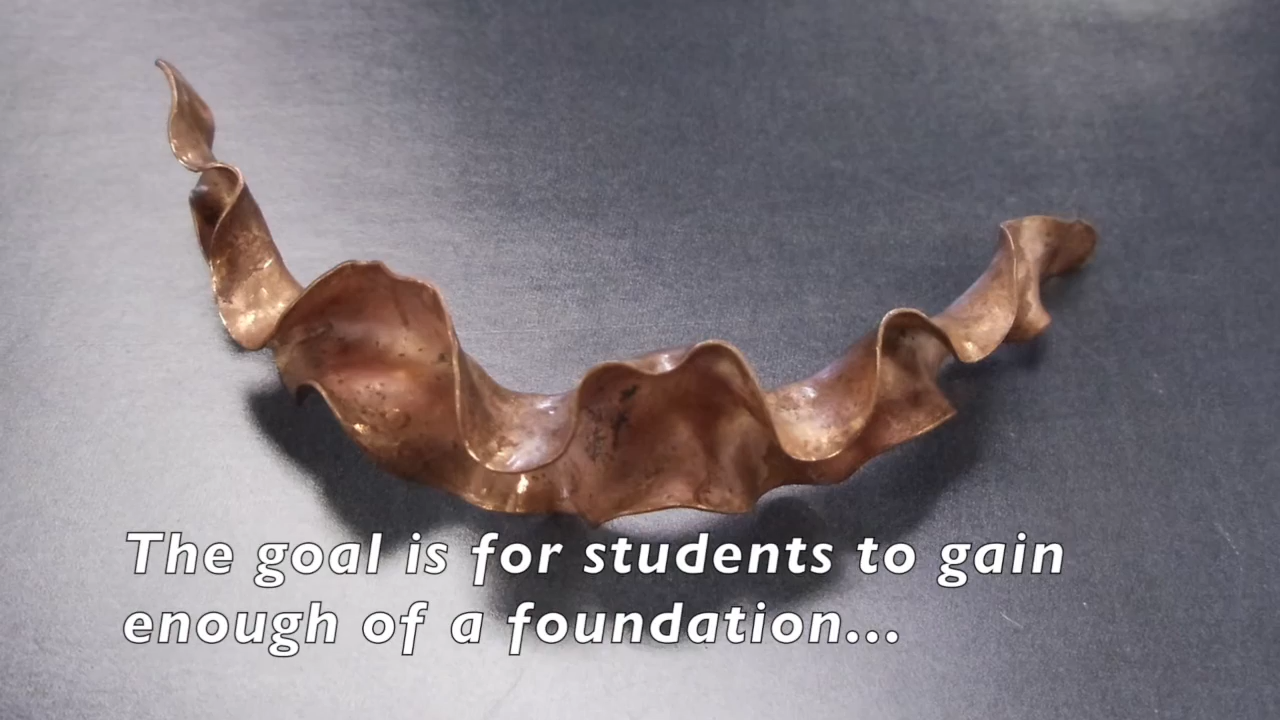 The goal is for students to gain
enough of a foundation...